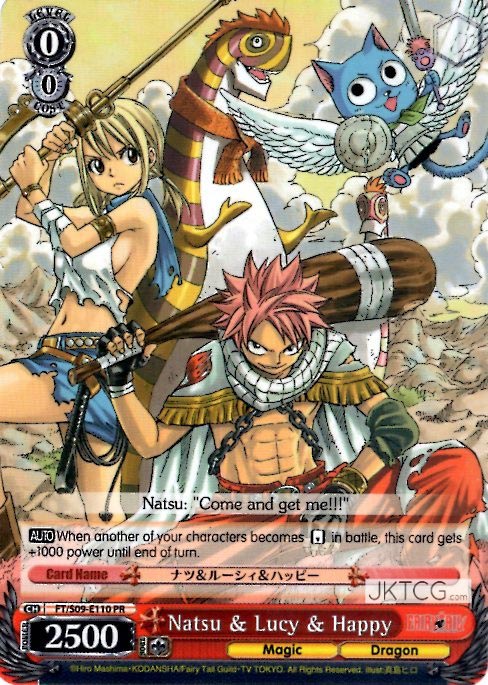 LEVEL
0
0
COST
Natsu: "Come and get me!!!"
AUTO When another of your characters becomes in battle, this card gets
+1000 power until end of turn.
Card Name ナツ&ルーシィ&ハッピー
JKTCG.com
CH FT/S09-E110 PR
POWER 2500 SOUL Natsu & Lucy & Happy FAIRY TAIL
Magic Dragon
©Hiro Mashima・KODANSHA/Fairy Tail Guild・TV TOKYO. All Rights Reserved. Illust:真島ヒロ